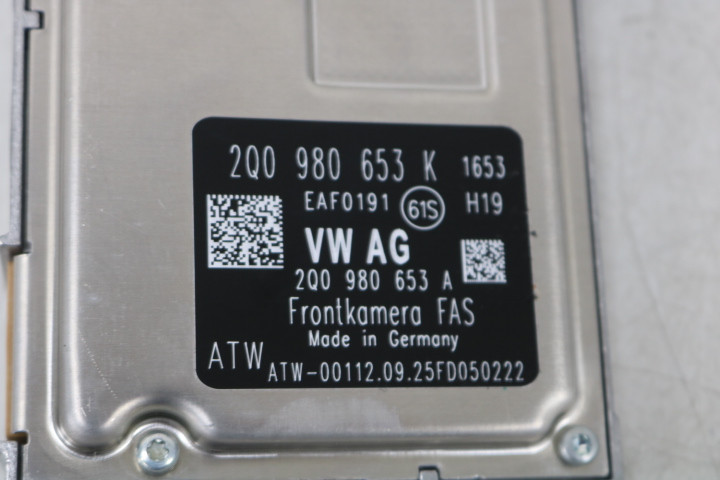 2Q0 980 653 K 1653
EAF0191 61S H19
VW AG
2Q0 980 653 A
Frontkamera FAS
Made in Germany
ATW ATW-00112.09.25FD050222